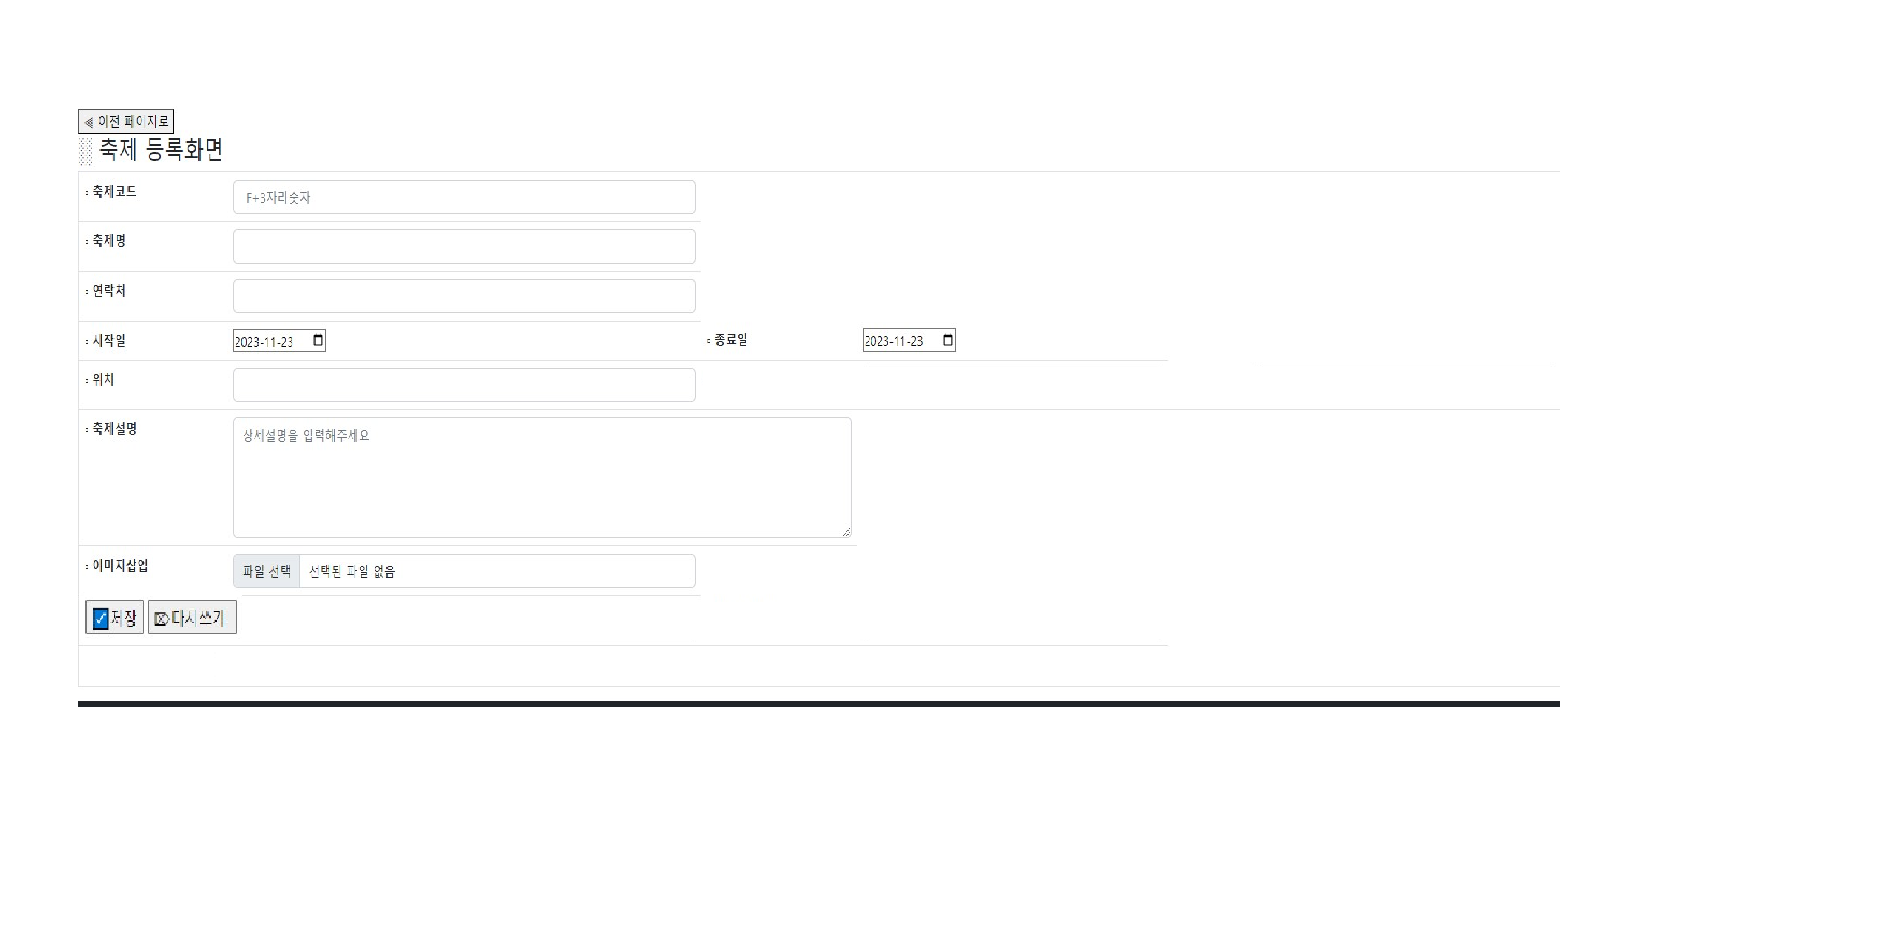 ◀ 이전 페이지로
░ 축제 등록화면
: 축제코드 F+3자리숫자
: 축제명
: 연락처
: 시작일 2023-11-23 : 종료일 2023-11-23
: 위치
: 축제설명 상세설명을 입력해주세요
: 이미지삽입 파일 선택 선택된 파일 없음
저장 다시쓰기